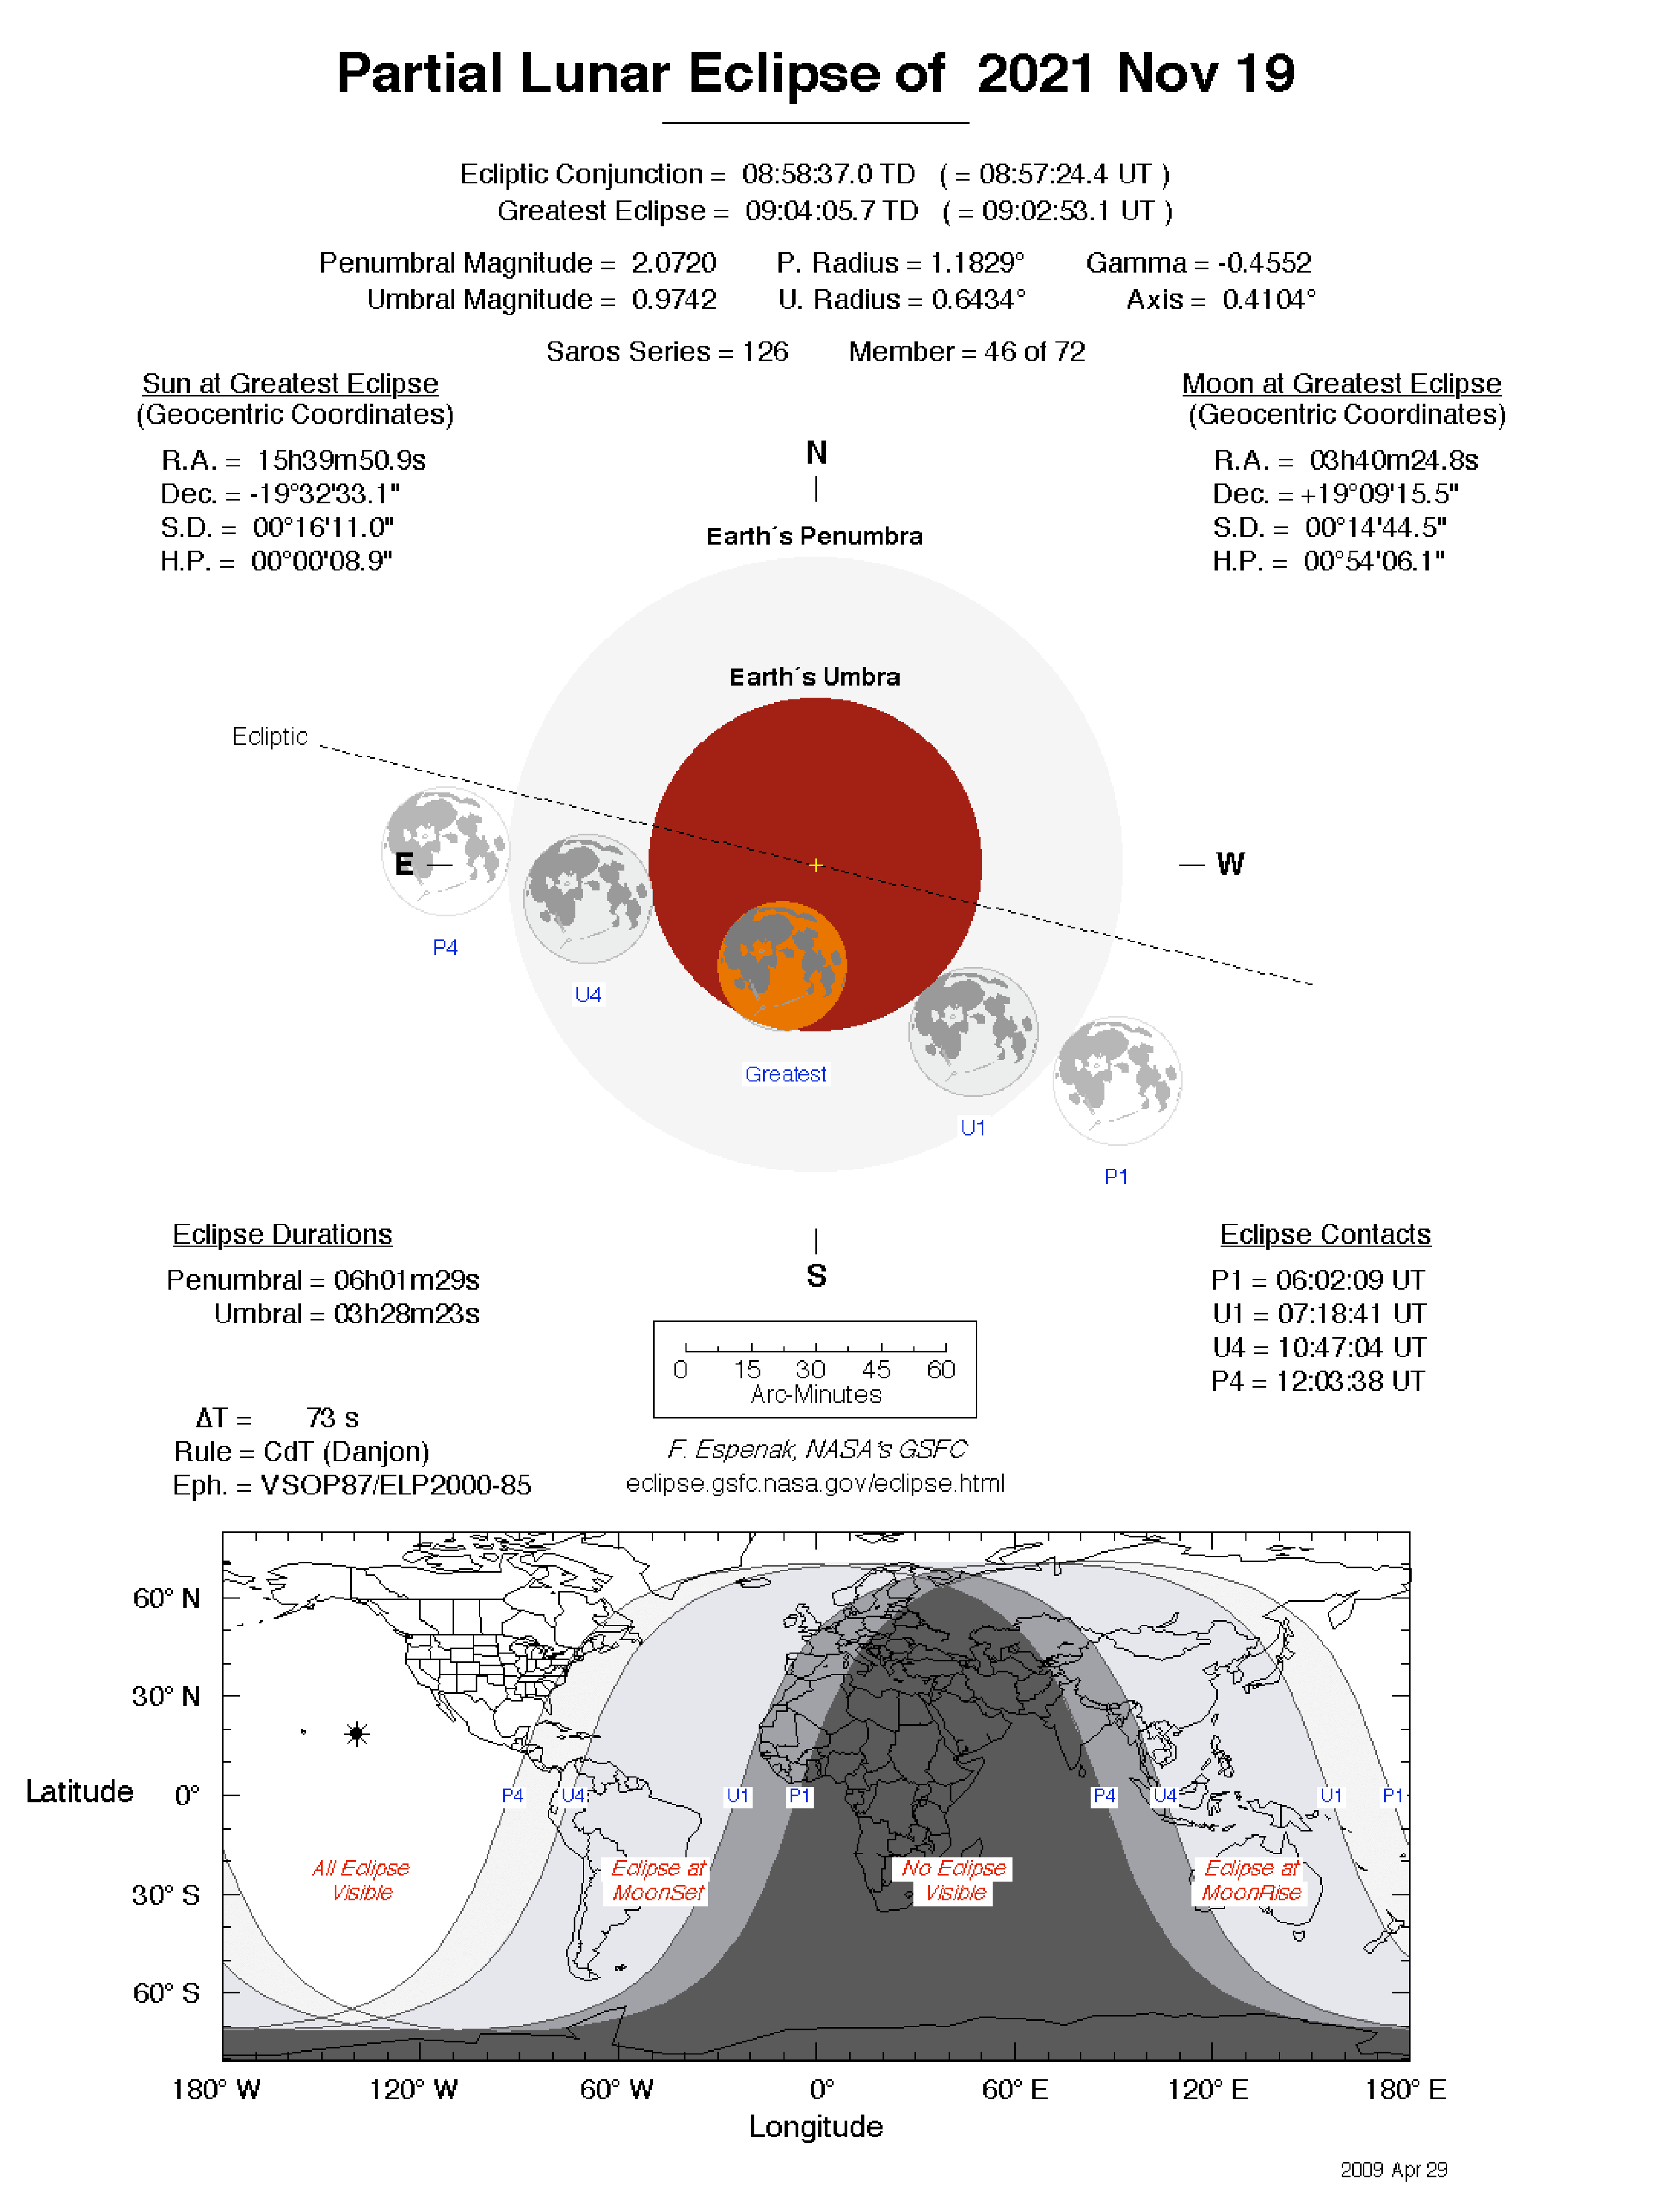 Partial Lunar Eclipse of 2021 Nov 19
Ecliptic Conjunction = 08:58:37.0 TD ( = 08:57:24.4 UT )
Greatest Eclipse = 09:04:05.7 TD ( = 09:02:53.1 UT )
Penumbral Magnitude = 2.0720 P. Radius = 1.1829° Gamma = -0.4552
Umbral Magnitude = 0.9742 U. Radius = 0.6434° Axis = 0.4104°
Saros Series = 126 Member = 46 of 72
Sun at Greatest Eclipse
(Geocentric Coordinates)
R.A. = 15h39m50.9s
Dec. = -19°32'33.1"
S.D. = 00°16'11.0"
H.P. = 00°00'08.9"
Moon at Greatest Eclipse
(Geocentric Coordinates)
R.A. = 03h40m24.8s
Dec. = +19°09'15.5"
S.D. = 00°14'44.5"
H.P. = 00°54'06.1"
N
Earth´s Penumbra
Earth´s Umbra
Ecliptic
E
W
P4
U4
Greatest
U1
P1
S
Eclipse Durations
Penumbral = 06h01m29s
Umbral = 03h28m23s
Eclipse Contacts
P1 = 06:02:09 UT
U1 = 07:18:41 UT
U4 = 10:47:04 UT
P4 = 12:03:38 UT
0 15 30 45 60
Arc-Minutes
ΔT = 73 s
Rule = CdT (Danjon)
Eph. = VSOP87/ELP2000-85
F. Espenak, NASA's GSFC
eclipse.gsfc.nasa.gov/eclipse.html
60° N
30° N
Latitude 0°
30° S
60° S
P4 U4 U1 P1 P4 U4 U1 P1
All Eclipse
Visible
Eclipse at
MoonSet
No Eclipse
Visible
Eclipse at
MoonRise
180° W 120° W 60° W 0° 60° E 120° E 180° E
Longitude
2009 Apr 29